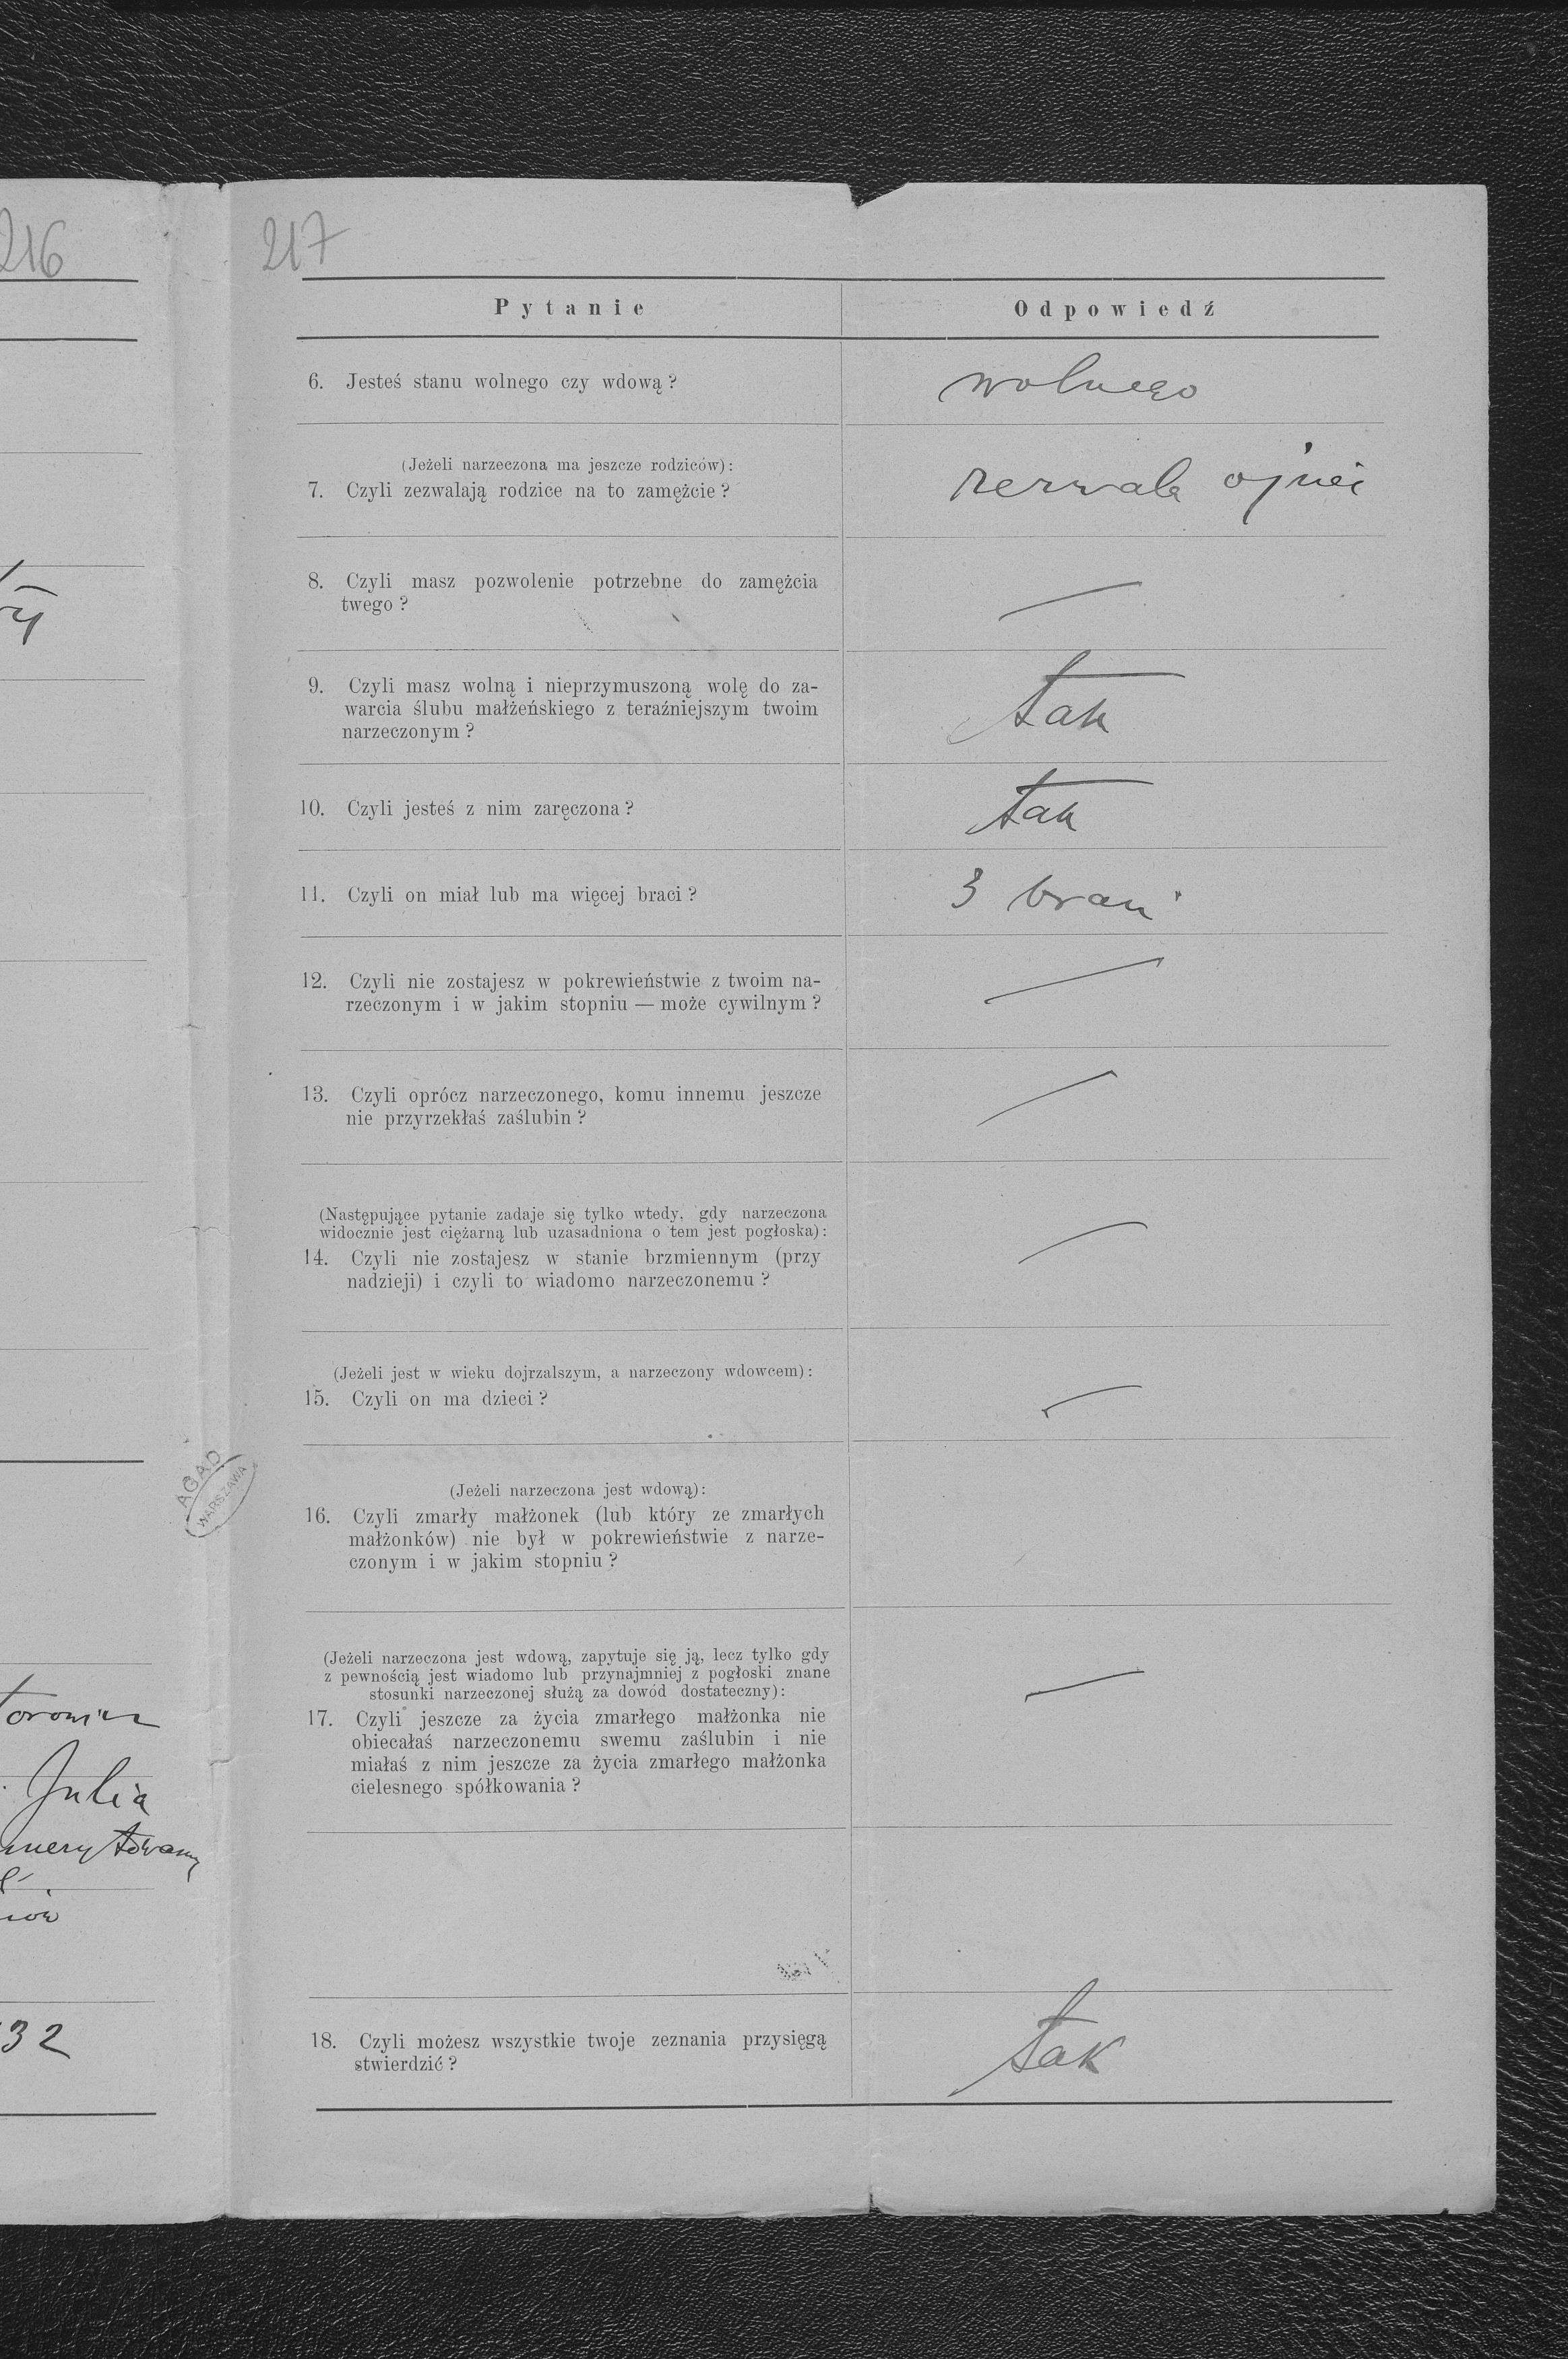 216
217
Pytanie
Odpowiedź
6. Jesteś stanu wolnego czy wdową?
wolnego
(Jeżeli narzeczona ma jeszcze rodziców):
7. Czyli zezwalają rodzice na to zamężcie?
zezwala ojciec
8. Czyli masz pozwolenie potrzebne do zamężcia
twego?
—
9. Czyli masz wolną i nieprzymuszoną wolę do za-
warcia ślubu małżeńskiego z teraźniejszym twoim
narzeczonym?
tak
10. Czyli jesteś z nim zaręczona?
tak
11. Czyli on miał lub ma więcej braci?
3 braci
12. Czyli nie zostajesz w pokrewieństwie z twoim na-
rzeczonym i w jakim stopniu — może cywilnym?
—
13. Czyli oprócz narzeczonego, komu innemu jeszcze
nie przyrzekłaś zaślubin?
—
(Następujące pytanie zadaje się tylko wtedy, gdy narzeczona
widocznie jest ciężarną lub uzasadniona o tem jest pogłoska):
14. Czyli nie zostajesz w stanie brzmiennym (przy
nadzieji) i czyli to wiadomo narzeczonemu?
—
(Jeżeli jest w wieku dojrzalszym, a narzeczony wdowcem):
15. Czyli on ma dzieci?
—
(Jeżeli narzeczona jest wdową):
16. Czyli zmarły małżonek (lub który ze zmarłych
małżonków) nie był w pokrewieństwie z narze-
czonym i w jakim stopniu?
(Jeżeli narzeczona jest wdową, zapytuje się ją, lecz tylko gdy
z pewnością jest wiadomo lub przynajmniej z pogłoski znane
stosunki narzeczonej służą za dowód dostateczny):
17. Czyli jeszcze za życia zmarłego małżonka nie
obiecałaś narzeczonemu swemu zaślubin i nie
miałaś z nim jeszcze za życia zmarłego małżonka
cielesnego spółkowania?
—
18. Czyli możesz wszystkie twoje zeznania przysięgą
stwierdzić?
tak
AGAD
WARSZAWA
Julia
32